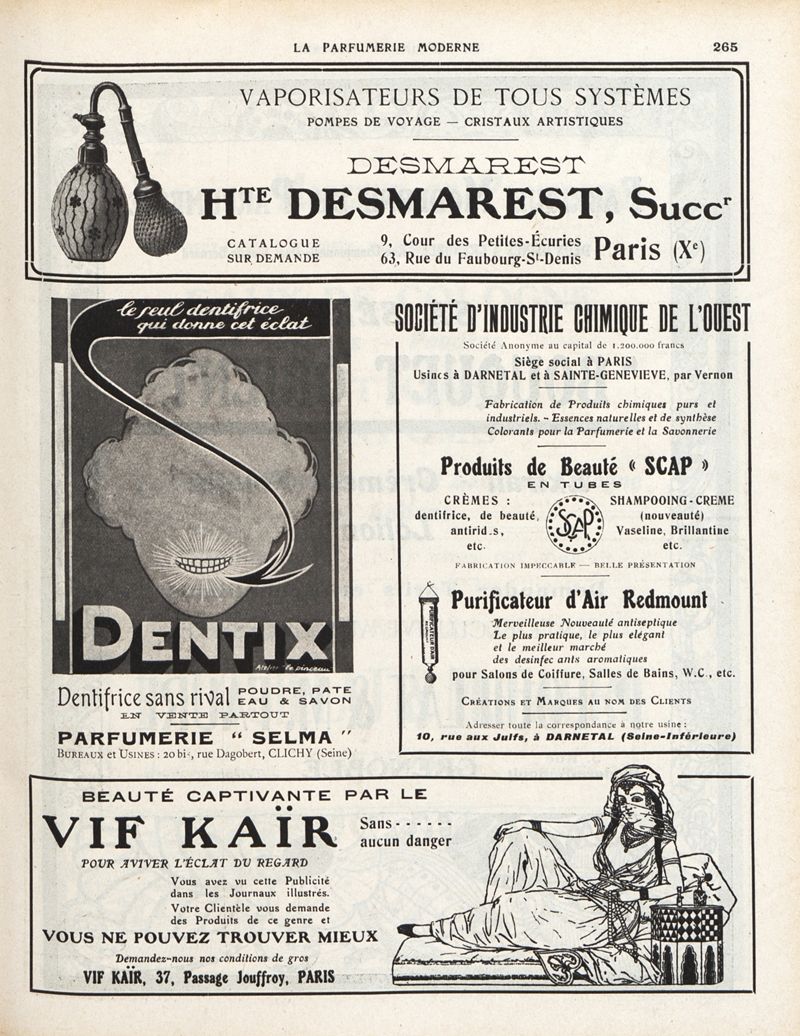 LA PARFUMERIE MODERNE
265
VAPORISATEURS DE TOUS SYSTÈMES
POMPES DE VOYAGE — CRISTAUX ARTISTIQUES
DESMAREST
HTE DESMAREST, Succr
CATALOGUE
SUR DEMANDE
9, Cour des Petites-Écuries
63, Rue du Faubourg-St-Denis
Paris (Xe)
le seul dentifrice
qui donne cet éclat
DENTIX
Atelier "le pinceau"
Dentifrice sans rival
POUDRE, PATE
EAU & SAVON
EN VENTE PARTOUT
PARFUMERIE “ SELMA ”
BUREAUX et USINES : 20 bis, rue Dagobert, CLICHY (Seine)
SOCIÉTÉ D'INDUSTRIE CHIMIQUE DE L'OUEST
Société Anonyme au capital de 1.200.000 francs
Siège social à PARIS
Usines à DARNETAL et à SAINTE-GENEVIEVE, par Vernon
Fabrication de Produits chimiques purs et
industriels. - Essences naturelles et de synthèse
Colorants pour la Parfumerie et la Savonnerie
Produits de Beauté « SCAP »
EN TUBES
CRÈMES :
dentifrice, de beauté,
antirid.s,
etc.
SCAP
SHAMPOOING-CREME
(nouveauté)
Vaseline, Brillantine
etc.
FABRICATION IMPECCABLE — BELLE PRÉSENTATION
PURIFICATEUR D'AIR
Purificateur d'Air Redmount
Merveilleuse Nouveauté antiseptique
Le plus pratique, le plus élégant
et le meilleur marché
des desinfec ants aromatiques
pour Salons de Coiffure, Salles de Bains, W.C., etc.
CRÉATIONS ET MARQUES AU NOM DES CLIENTS
Adresser toute la correspondance à notre usine :
10, rue aux Juifs, à DARNETAL (Seine-Inférieure)
BEAUTÉ CAPTIVANTE PAR LE
VIF KAÏR
Sans - - - - - -
aucun danger
POUR AVIVER L'ÉCLAT DU REGARD
Vous avez vu cette Publicité
dans les Journaux illustrés.
Votre Clientèle vous demande
des Produits de ce genre et
VOUS NE POUVEZ TROUVER MIEUX
Demandez-nous nos conditions de gros
VIF KAÏR, 37, Passage Jouffroy, PARIS